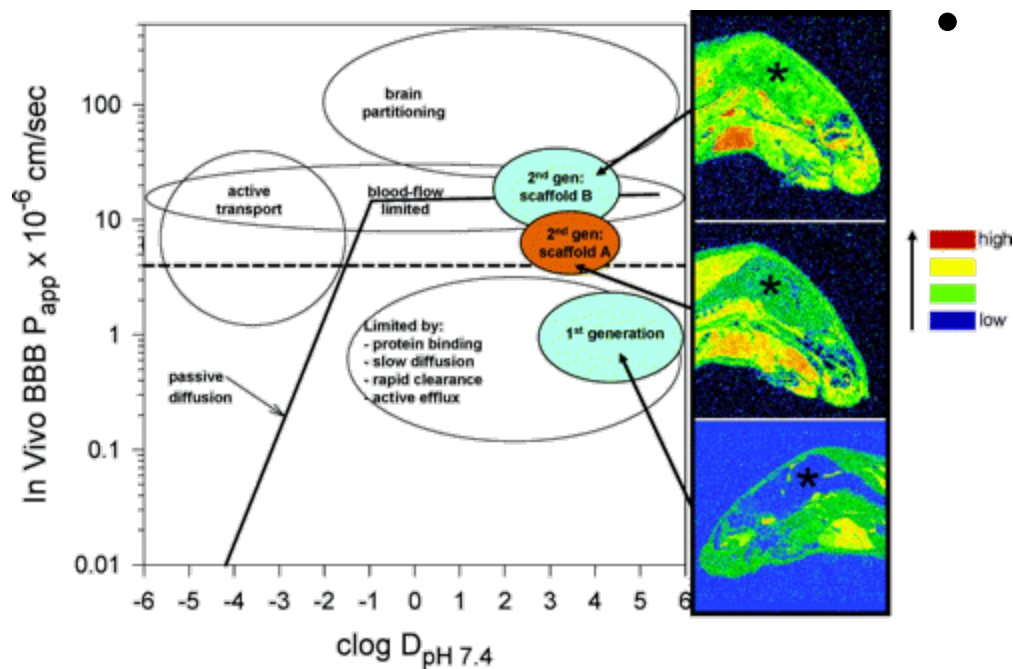 In Vivo BBB Papp x 10-6 cm/sec
100
10
1
0.1
0.01
-6 -5 -4 -3 -2 -1 0 1 2 3 4 5 6
clog DpH 7.4
brain
partitioning
active
transport
blood-flow
limited
2nd gen:
scaffold B
2nd gen:
scaffold A
1st generation
Limited by:
- protein binding
- slow diffusion
- rapid clearance
- active efflux
passive
diffusion
*
*
*
high
low